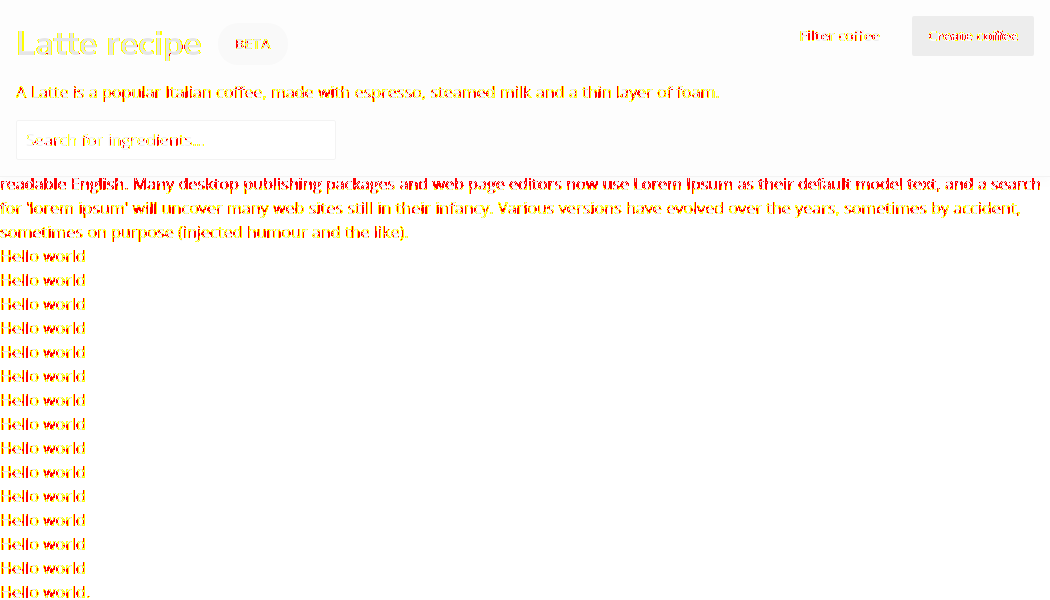 Latte recipe BETA Filter coffee Create coffee
A Latte is a popular Italian coffee, made with espresso, steamed milk and a thin layer of foam.
Search for ingredients...
readable English. Many desktop publishing packages and web page editors now use Lorem Ipsum as their default model text, and a search
for 'lorem ipsum' will uncover many web sites still in their infancy. Various versions have evolved over the years, sometimes by accident,
sometimes on purpose (injected humour and the like).
Hello world
Hello world
Hello world
Hello world
Hello world
Hello world
Hello world
Hello world
Hello world
Hello world
Hello world
Hello world
Hello world
Hello world
Hello world.